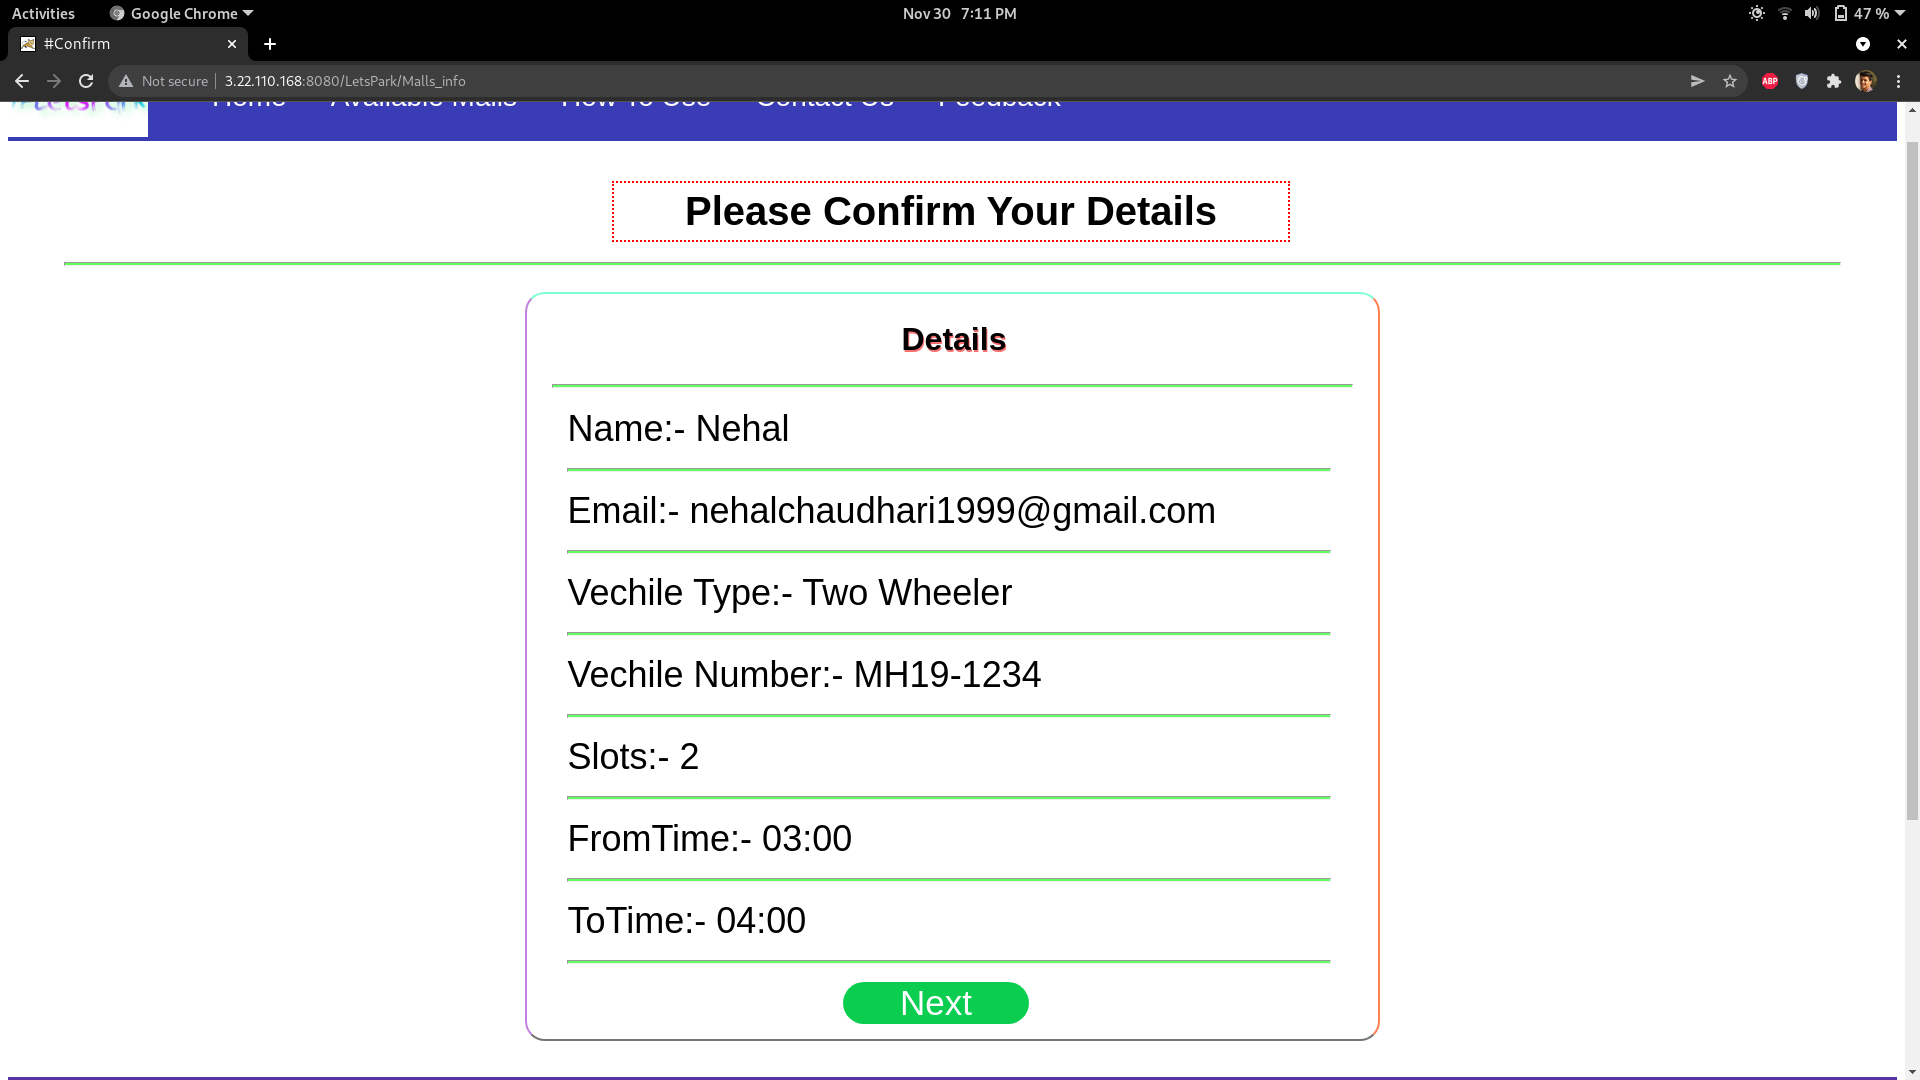 Activities Google Chrome Nov 30 7:11 PM 47 %
#Confirm
Not secure 3.22.110.168:8080/LetsPark/Malls_info ABP
LetsPark Home Available Malls How To Use Contact Us Feedback
Please Confirm Your Details
Details
Name:- Nehal
Email:- nehalchaudhari1999@gmail.com
Vechile Type:- Two Wheeler
Vechile Number:- MH19-1234
Slots:- 2
FromTime:- 03:00
ToTime:- 04:00
Next